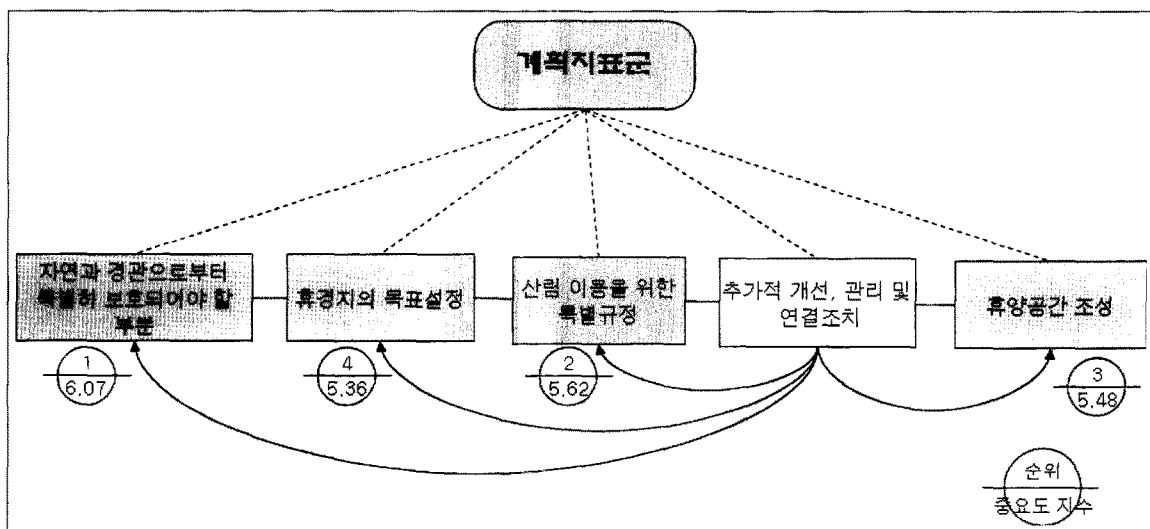 계획지표군
자연과 경관으로부터
특별히 보호되어야 할
부분
휴경지의 목표설정
산림 이용을 위한
특별규정
추가적 개선, 관리 및
연결조치
휴양공간 조성
1
6.07
4
5.36
2
5.62
3
5.48
순위
중요도 지수